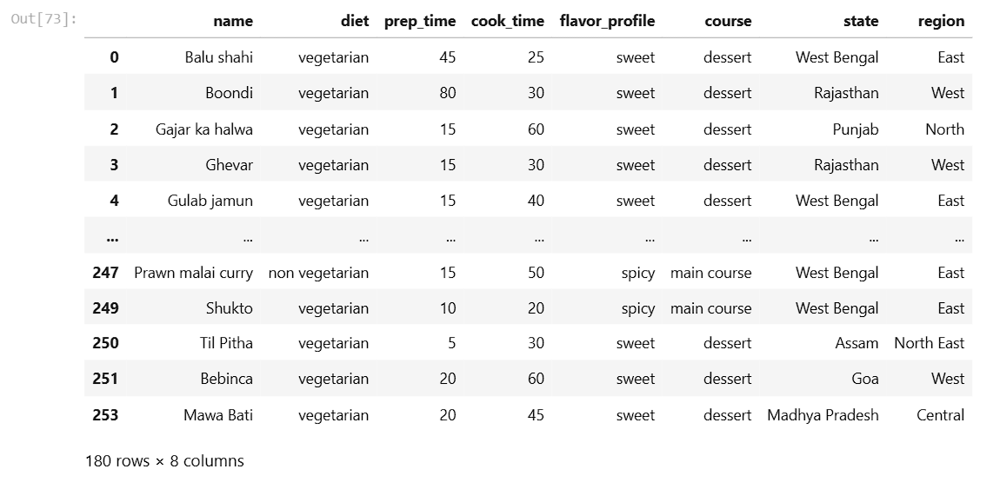 Out[73]:
name diet prep_time cook_time flavor_profile course state region
0 Balu shahi vegetarian 45 25 sweet dessert West Bengal East
1 Boondi vegetarian 80 30 sweet dessert Rajasthan West
2 Gajar ka halwa vegetarian 15 60 sweet dessert Punjab North
3 Ghevar vegetarian 15 30 sweet dessert Rajasthan West
4 Gulab jamun vegetarian 15 40 sweet dessert West Bengal East
... ... ... ... ... ... ... ... ...
247 Prawn malai curry non vegetarian 15 50 spicy main course West Bengal East
249 Shukto vegetarian 10 20 spicy main course West Bengal East
250 Til Pitha vegetarian 5 30 sweet dessert Assam North East
251 Bebinca vegetarian 20 60 sweet dessert Goa West
253 Mawa Bati vegetarian 20 45 sweet dessert Madhya Pradesh Central
180 rows × 8 columns